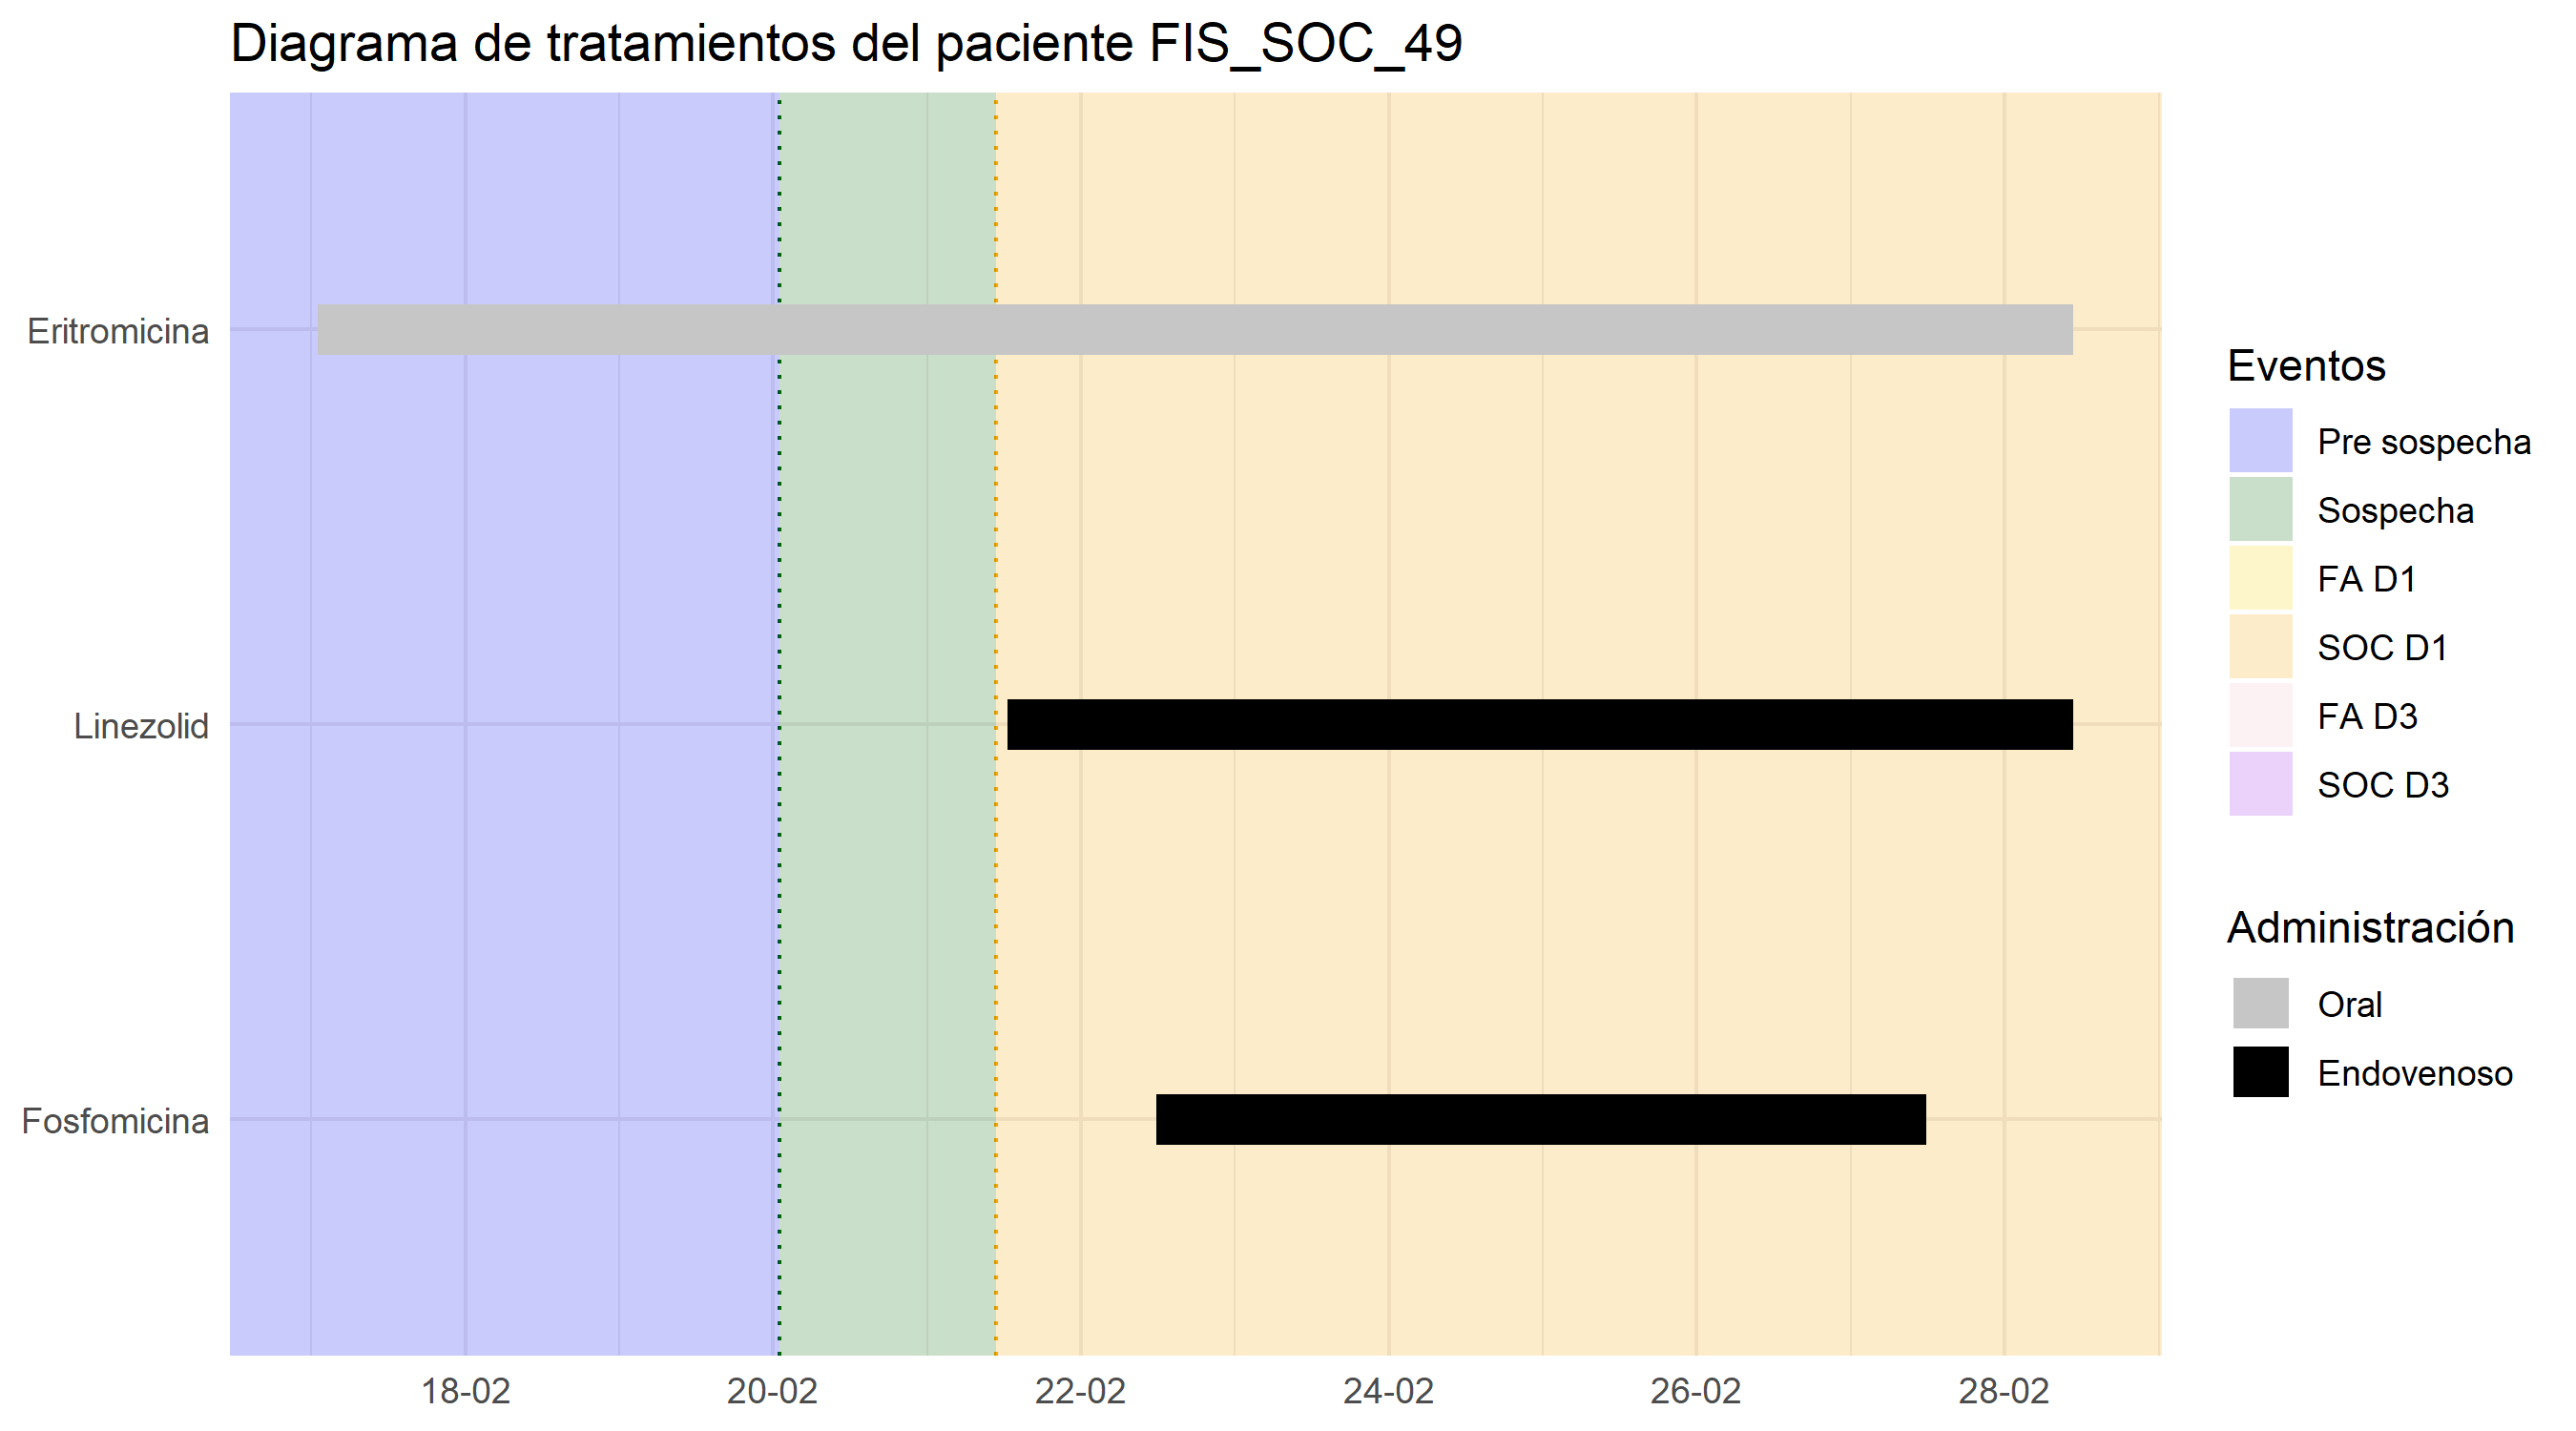 Diagrama de tratamientos del paciente FIS_SOC_49
Eritromicina
Linezolid
Fosfomicina
18-02 20-02 22-02 24-02 26-02 28-02
Eventos
Pre sospecha
Sospecha
FA D1
SOC D1
FA D3
SOC D3
Administración
Oral
Endovenoso